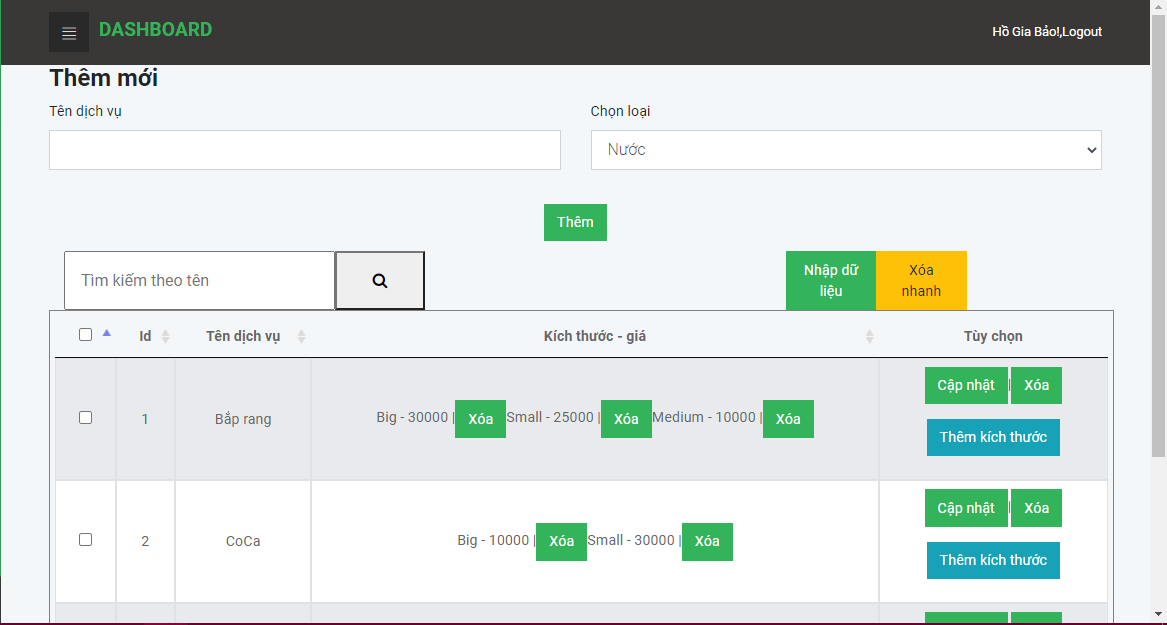 DASHBOARD
Hồ Gia Bảo!,Logout
Thêm mới
Tên dịch vụ
Chọn loại
Nước
Thêm
Tìm kiếm theo tên
Nhập dữ
liệu
Xóa
nhanh
Id Tên dịch vụ Kích thước - giá Tùy chọn
1 Bắp rang Big - 30000 | Xóa Small - 25000 | Xóa Medium - 10000 | Xóa Cập nhật | Xóa
Thêm kích thước
2 CoCa Big - 10000 | Xóa Small - 30000 | Xóa Cập nhật | Xóa
Thêm kích thước